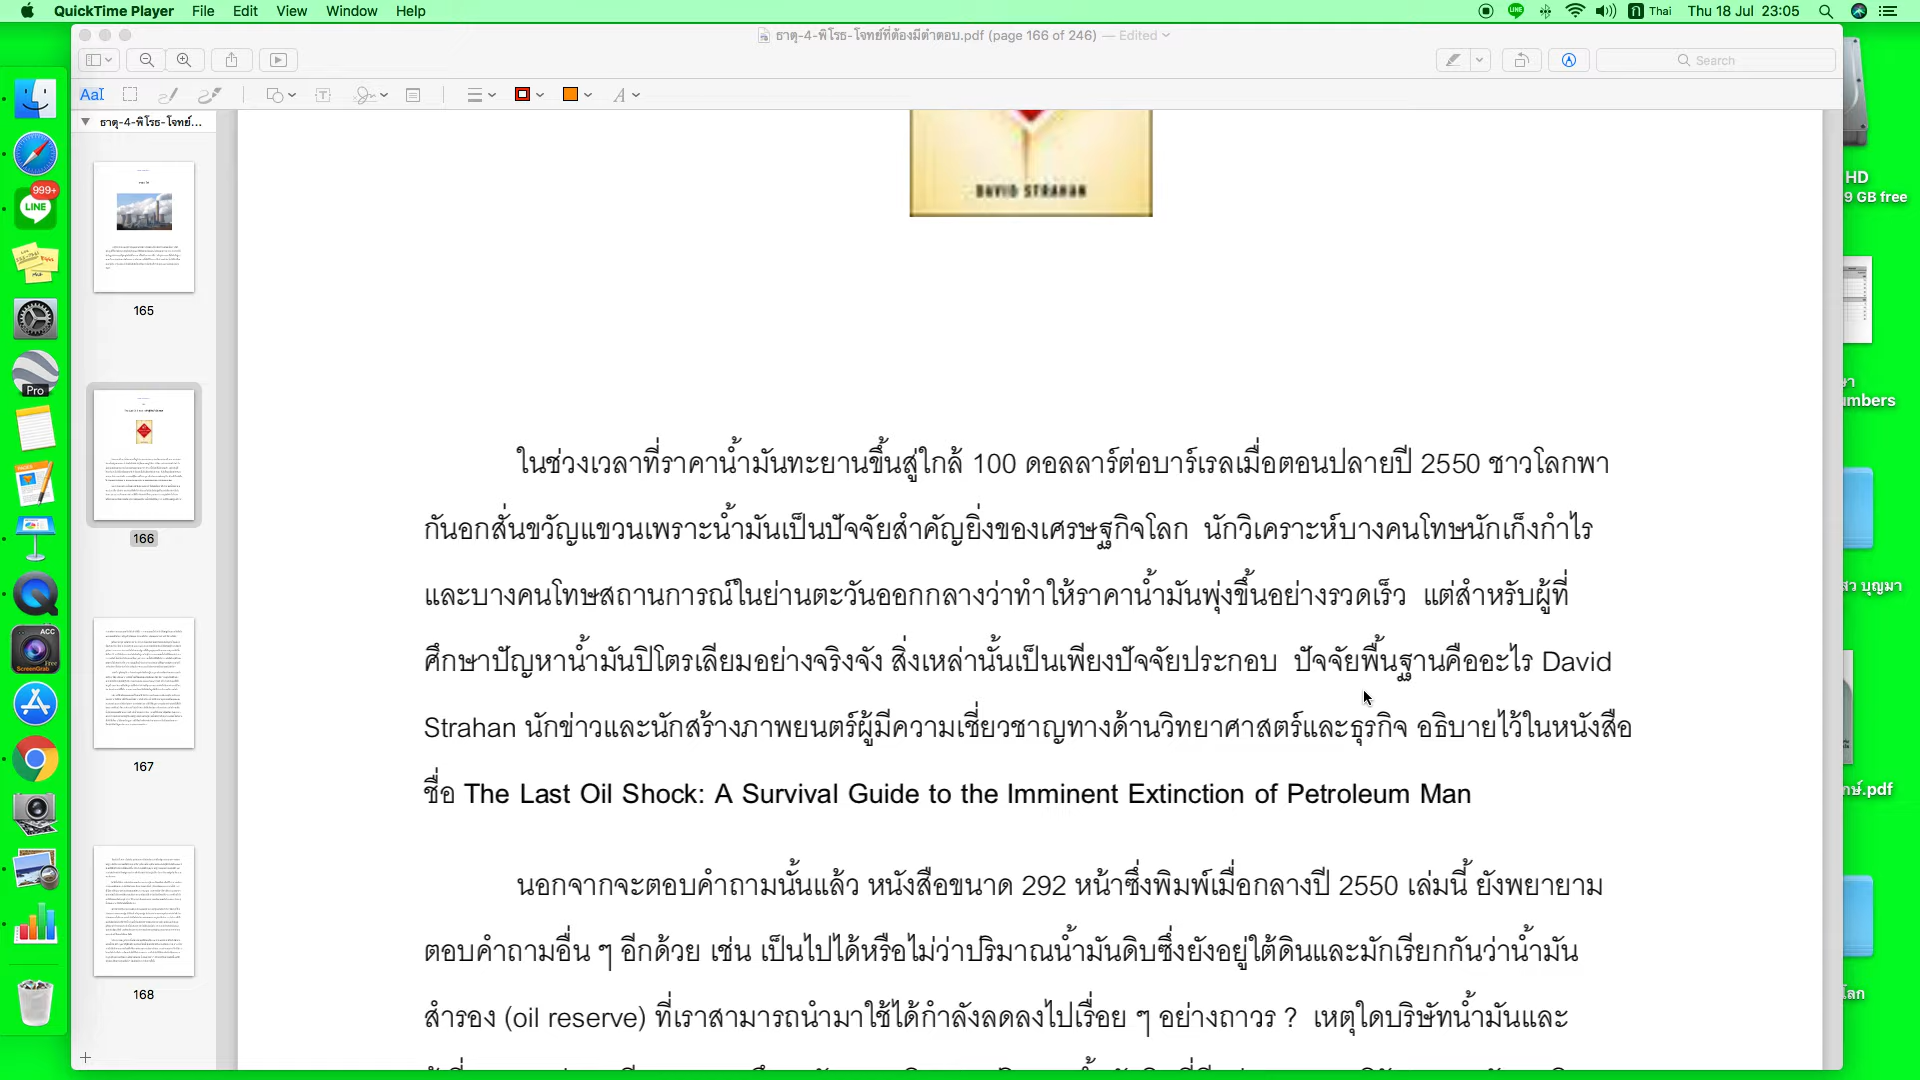 QuickTime Player File Edit View Window Help Thai Thu 18 Jul 23:05
ธาตุ-4-พิโรธ-โจทย์ที่ต้องมีคำตอบ.pdf (page 166 of 246) — Edited
Search
AaI
ธาตุ-4-พิโรธ-โจทย์...
165
166
167
168
999+
LINE
Pro
ACC
HD
9 GB free
umbers
สว บุญมา
โลก
DAVID STRAHAN
ในช่วงเวลาที่ราคาน้ำมันทะยานขึ้นสู่ใกล้ 100 ดอลลาร์ต่อบาร์เรลเมื่อตอนปลายปี 2550 ชาวโลกพา
กันอกสั่นขวัญแขวนเพราะน้ำมันเป็นปัจจัยสำคัญยิ่งของเศรษฐกิจโลก นักวิเคราะห์บางคนโทษนักเก็งกำไร
และบางคนโทษสถานการณ์ในย่านตะวันออกกลางว่าทำให้ราคาน้ำมันพุ่งขึ้นอย่างรวดเร็ว แต่สำหรับผู้ที่
ศึกษาปัญหาน้ำมันปิโตรเลียมอย่างจริงจัง สิ่งเหล่านั้นเป็นเพียงปัจจัยประกอบ ปัจจัยพื้นฐานคืออะไร David
Strahan นักข่าวและนักสร้างภาพยนตร์ผู้มีความเชี่ยวชาญทางด้านวิทยาศาสตร์และธุรกิจ อธิบายไว้ในหนังสือ
ชื่อ The Last Oil Shock: A Survival Guide to the Imminent Extinction of Petroleum Man
นอกจากจะตอบคำถามนั้นแล้ว หนังสือขนาด 292 หน้าซึ่งพิมพ์เมื่อกลางปี 2550 เล่มนี้ ยังพยายาม
ตอบคำถามอื่น ๆ อีกด้วย เช่น เป็นไปได้หรือไม่ว่าปริมาณน้ำมันดิบซึ่งยังอยู่ใต้ดินและมักเรียกกันว่าน้ำมัน
สำรอง (oil reserve) ที่เราสามารถนำมาใช้ได้กำลังลดลงไปเรื่อย ๆ อย่างถาวร ? เหตุใดบริษัทน้ำมันและ